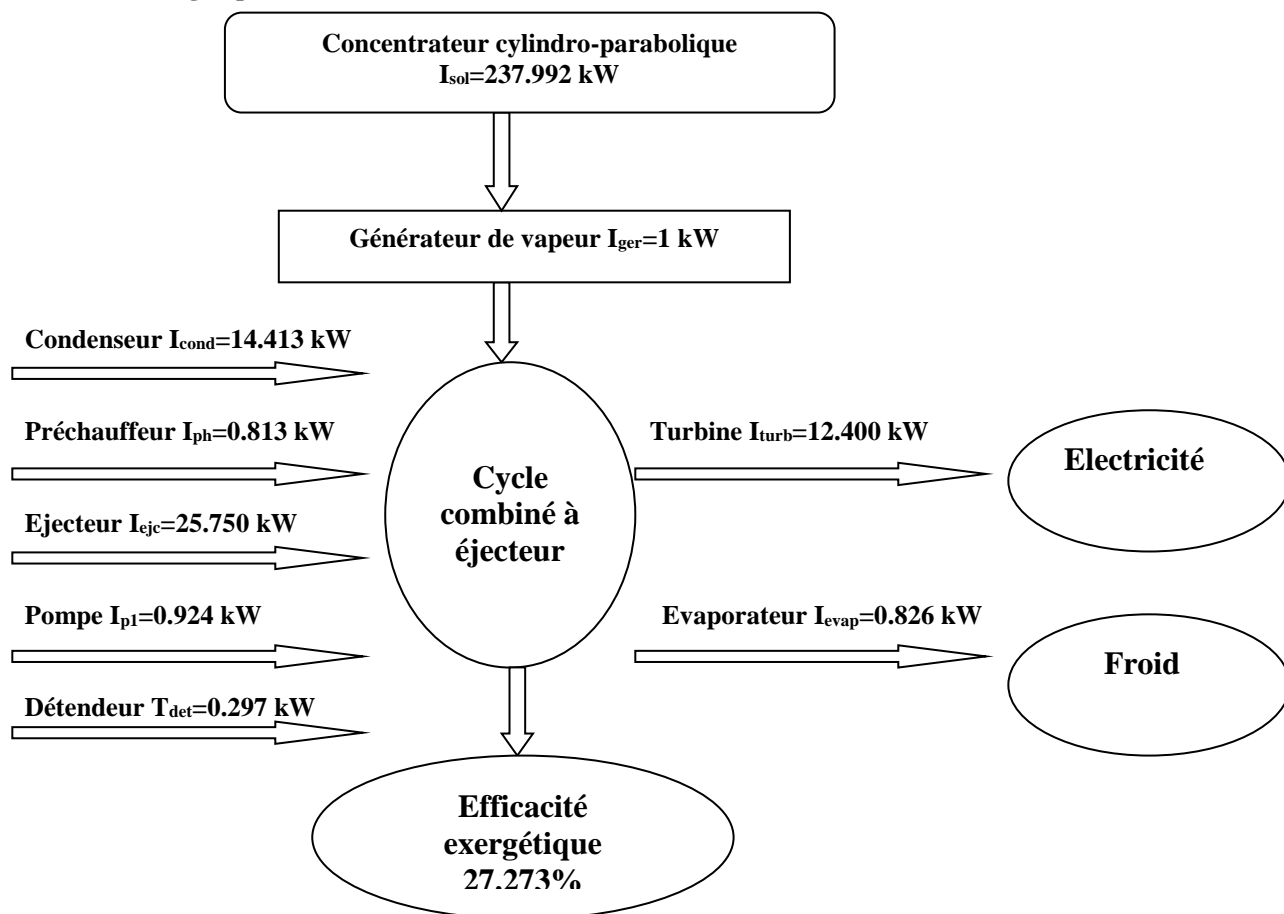 Concentrateur cylindro-parabolique
Isol=237.992 kW
Générateur de vapeur Iger=1 kW
Condenseur Icond=14.413 kW
Préchauffeur Iph=0.813 kW
Ejecteur Iejc=25.750 kW
Pompe Ip1=0.924 kW
Détendeur Tdet=0.297 kW
Cycle
combiné à
éjecteur
Turbine Iturb=12.400 kW
Electricité
Evaporateur Ievap=0.826 kW
Froid
Efficacité
exergétique
27.273%